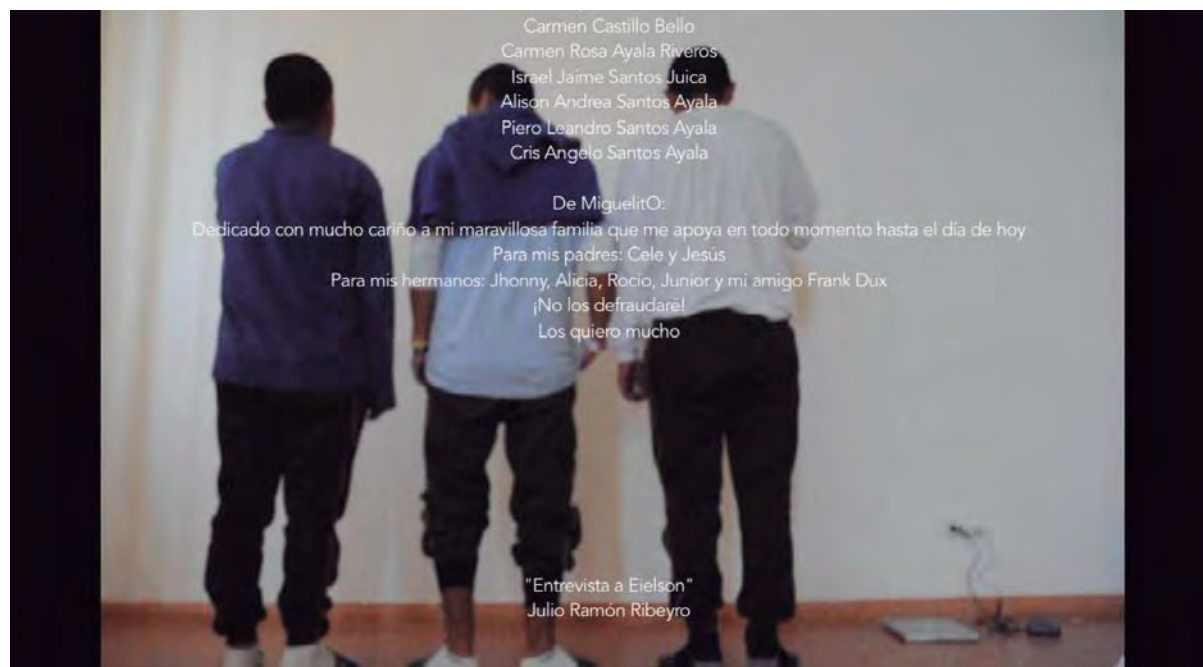 Carmen Castillo Bello
Carmen Rosa Ayala Riveros
Israel Jaime Santos Juica
Alison Andrea Santos Ayala
Piero Leandro Santos Ayala
Cris Angelo Santos Ayala
De MiguelitO:
Dedicado con mucho cariño a mi maravillosa familia que me apoya en todo momento hasta el día de hoy
Para mis padres: Cele y Jesús
Para mis hermanos: Jhonny, Alicia, Rocío, Junior y mi amigo Frank Dux
¡No los defraudaré!
Los quiero mucho
"Entrevista a Eielson"
Julio Ramón Ribeyro